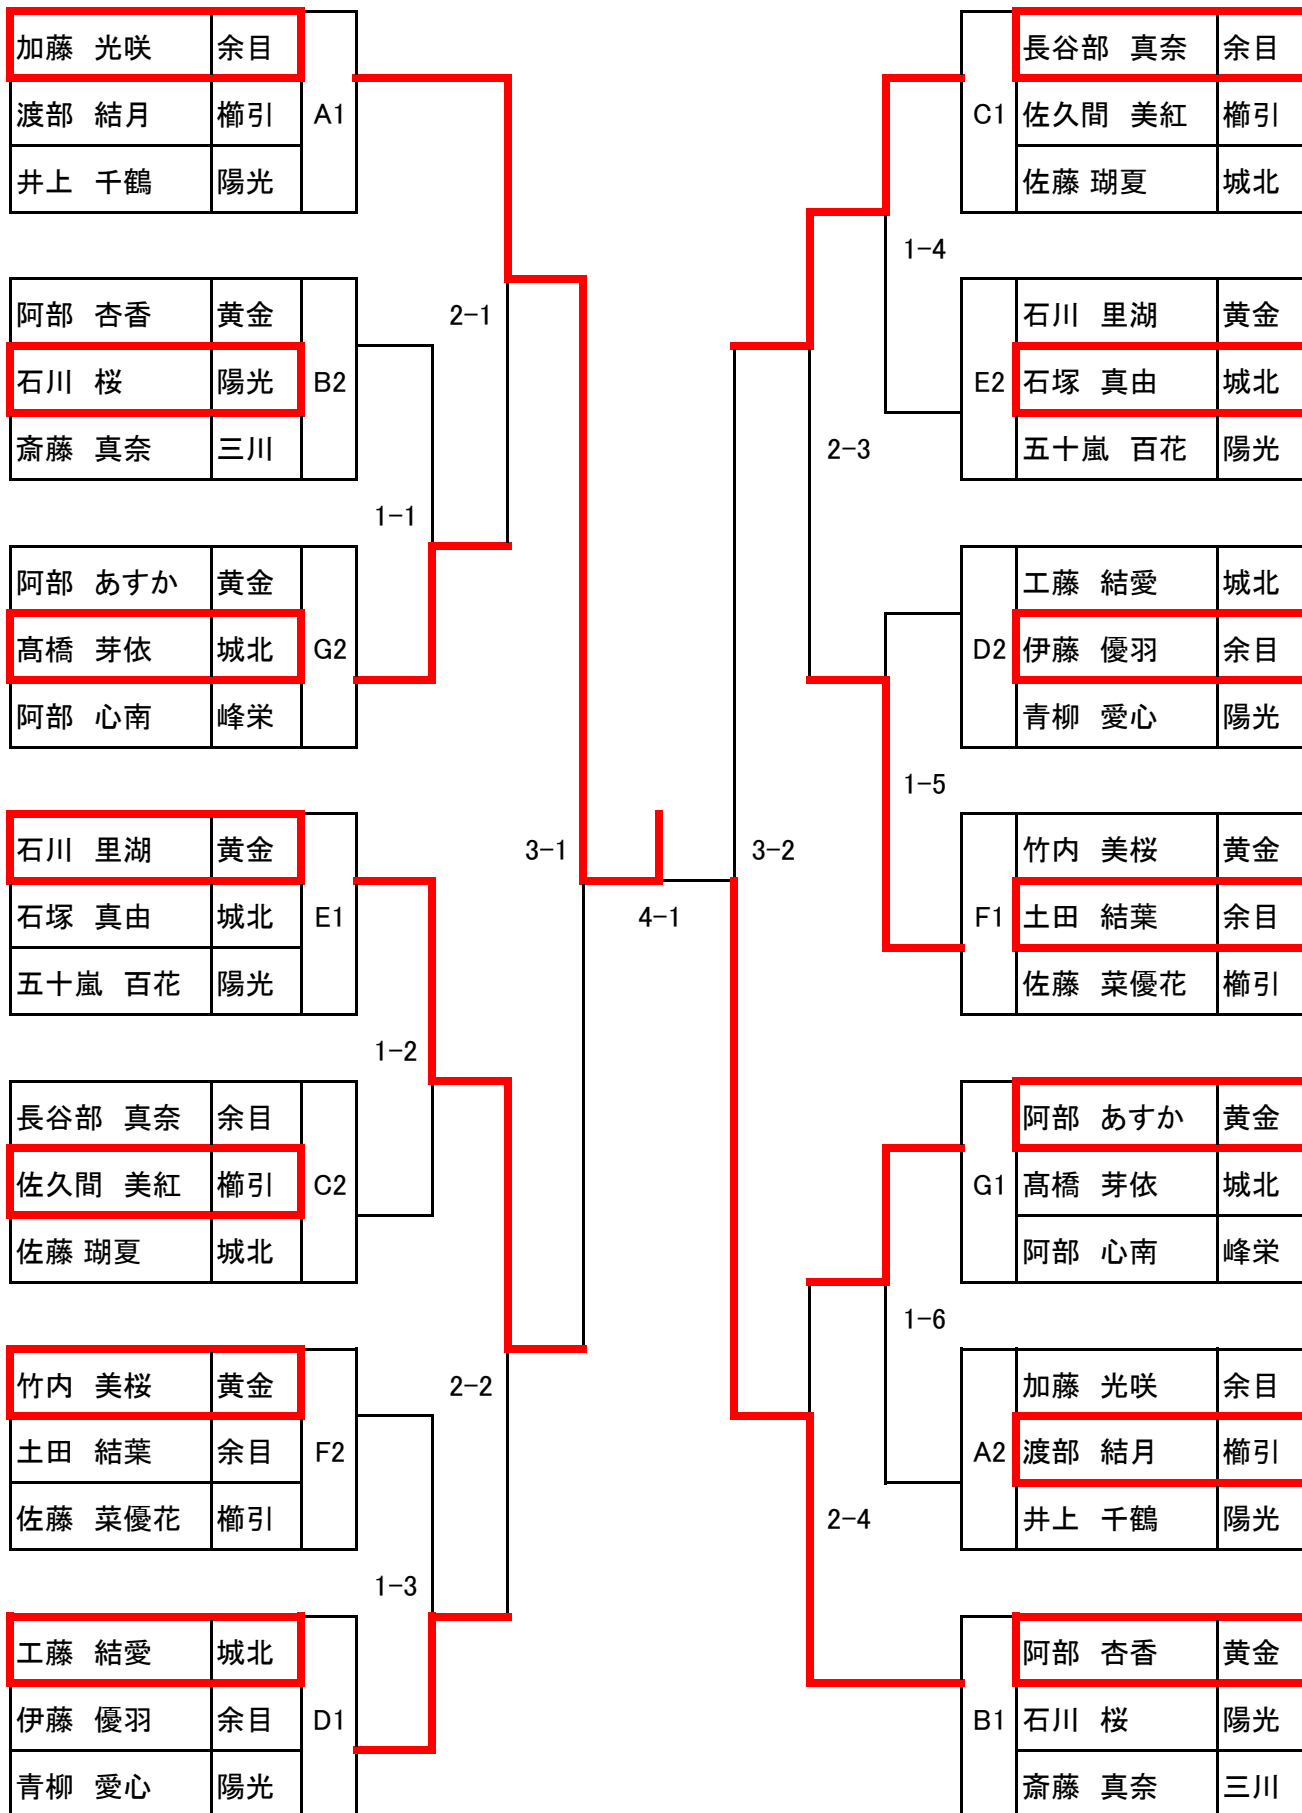 加藤 光咲 余目
渡部 結月 櫛引 A1
井上 千鶴 陽光
阿部 杏香 黄金
石川 桜 陽光 B2
斎藤 真奈 三川
阿部 あすか 黄金
髙橋 芽依 城北 G2
阿部 心南 峰栄
石川 里湖 黄金
石塚 真由 城北 E1
五十嵐 百花 陽光
長谷部 真奈 余目
佐久間 美紅 櫛引 C2
佐藤 瑚夏 城北
竹内 美桜 黄金
土田 結葉 余目 F2
佐藤 菜優花 櫛引
工藤 結愛 城北
伊藤 優羽 余目 D1
青柳 愛心 陽光
2-1
1-1
1-2
2-2
1-3
3-1
4-1
3-2
1-4
2-3
1-5
1-6
2-4
長谷部 真奈 余目
C1 佐久間 美紅 櫛引
佐藤 瑚夏 城北
石川 里湖 黄金
E2 石塚 真由 城北
五十嵐 百花 陽光
工藤 結愛 城北
D2 伊藤 優羽 余目
青柳 愛心 陽光
竹内 美桜 黄金
F1 土田 結葉 余目
佐藤 菜優花 櫛引
阿部 あすか 黄金
G1 髙橋 芽依 城北
阿部 心南 峰栄
加藤 光咲 余目
A2 渡部 結月 櫛引
井上 千鶴 陽光
阿部 杏香 黄金
B1 石川 桜 陽光
斎藤 真奈 三川